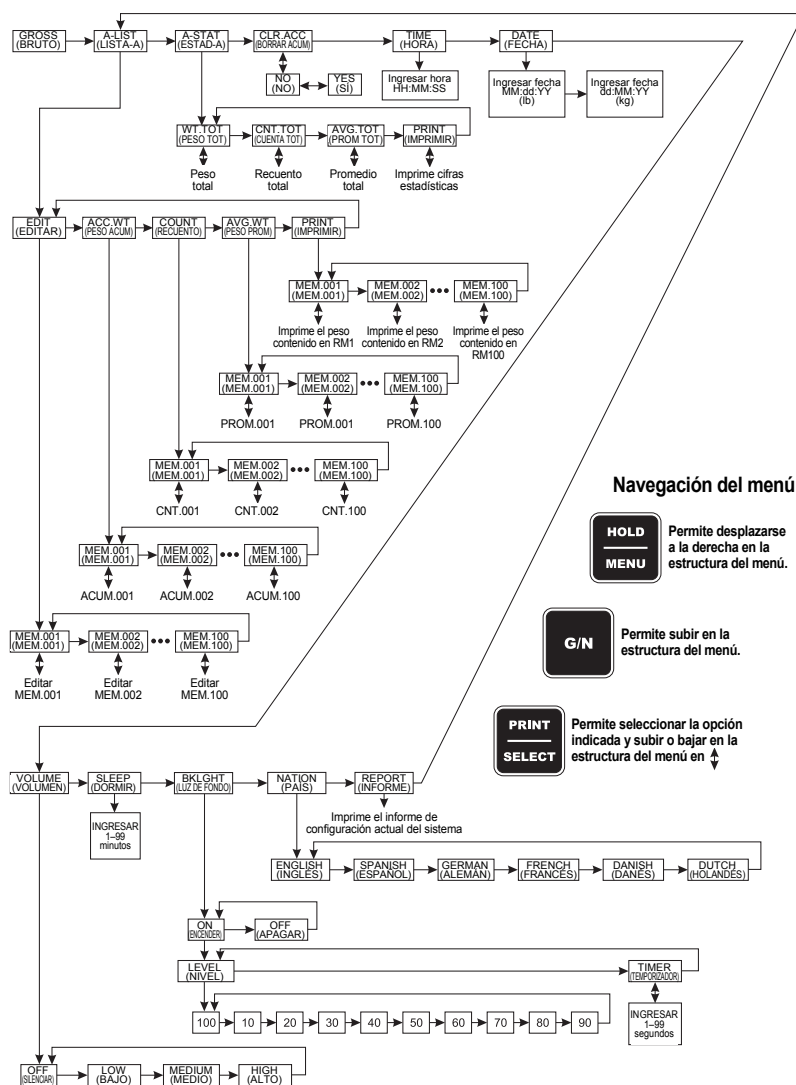 GROSS
(BRUTO)
A-LIST
(LISTA-A)
A-STAT
(ESTAD-A)
CLR.ACC
(BORRAR ACUM)
TIME
(HORA)
DATE
(FECHA)
NO
(NO)
YES
(SÍ)
Ingresar hora
HH:MM:SS
Ingresar fecha
MM:dd:YY
(lb)
Ingresar fecha
dd:MM:YY
(kg)
WT.TOT
(PESO TOT)
CNT.TOT
(CUENTA TOT)
AVG.TOT
(PROM TOT)
PRINT
(IMPRIMIR)
Peso
total
Recuento
total
Promedio
total
Imprime cifras
estadísticas
EDIT
(EDITAR)
ACC.WT
(PESO ACUM)
COUNT
(RECUENTO)
AVG.WT
(PESO PROM)
PRINT
(IMPRIMIR)
MEM.001
(MEM.001)
MEM.002
(MEM.002)
•••
MEM.100
(MEM.100)
Imprime el peso
contenido en RM1
Imprime el peso
contenido en RM2
Imprime el peso
contenido en
RM100
MEM.001
(MEM.001)
MEM.002
(MEM.002)
•••
MEM.100
(MEM.100)
PROM.001
PROM.001
PROM.100
MEM.001
(MEM.001)
MEM.002
(MEM.002)
•••
MEM.100
(MEM.100)
CNT.001
CNT.002
CNT.100
MEM.001
(MEM.001)
MEM.002
(MEM.002)
•••
MEM.100
(MEM.100)
ACUM.001
ACUM.002
ACUM.100
MEM.001
(MEM.001)
MEM.002
(MEM.002)
•••
MEM.100
(MEM.100)
Editar
MEM.001
Editar
MEM.002
Editar
MEM.100
Navegación del menú
HOLD
MENU
Permite desplazarse
a la derecha en la
estructura del menú.
G/N
Permite subir en la
estructura del menú.
PRINT
SELECT
Permite seleccionar la opción
indicada y subir o bajar en la
estructura del menú en
VOLUME
(VOLUMEN)
SLEEP
(DORMIR)
BKLGHT
(LUZ DE FONDO)
NATION
(PAÍS)
REPORT
(INFORME)
INGRESAR
1–99
minutos
Imprime el informe de
configuración actual del sistema
ENGLISH
(INGLÉS)
SPANISH
(ESPAÑOL)
GERMAN
(ALEMÁN)
FRENCH
(FRANCÉS)
DANISH
(DANÉS)
DUTCH
(HOLANDÉS)
ON
(ENCENDER)
OFF
(APAGAR)
LEVEL
(NIVEL)
TIMER
(TEMPORIZADOR)
100
10
20
30
40
50
60
70
80
90
INGRESAR
1–99
segundos
OFF
(SILENCIAR)
LOW
(BAJO)
MEDIUM
(MEDIO)
HIGH
(ALTO)